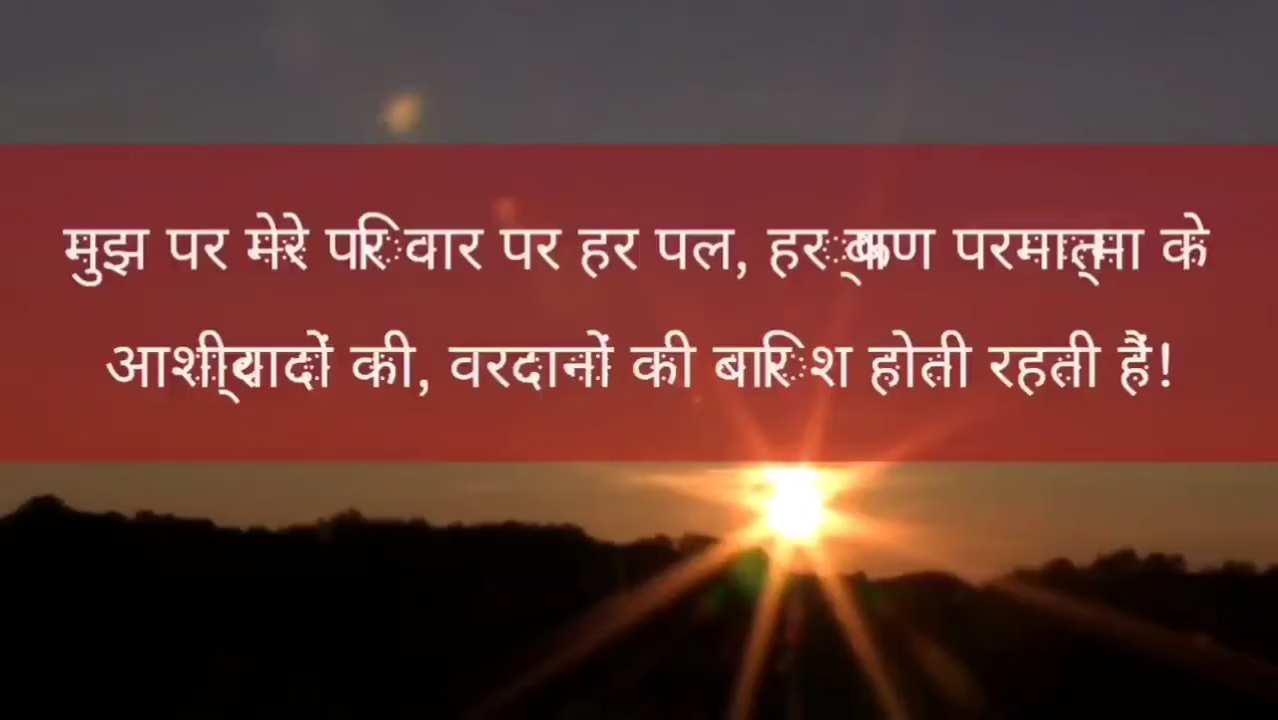 मुझ पर मेरे परिवार पर हर पल, हर क्षण परमात्मा के
आशीर्वादों की, वरदानों की बारिश होती रहती हैं!